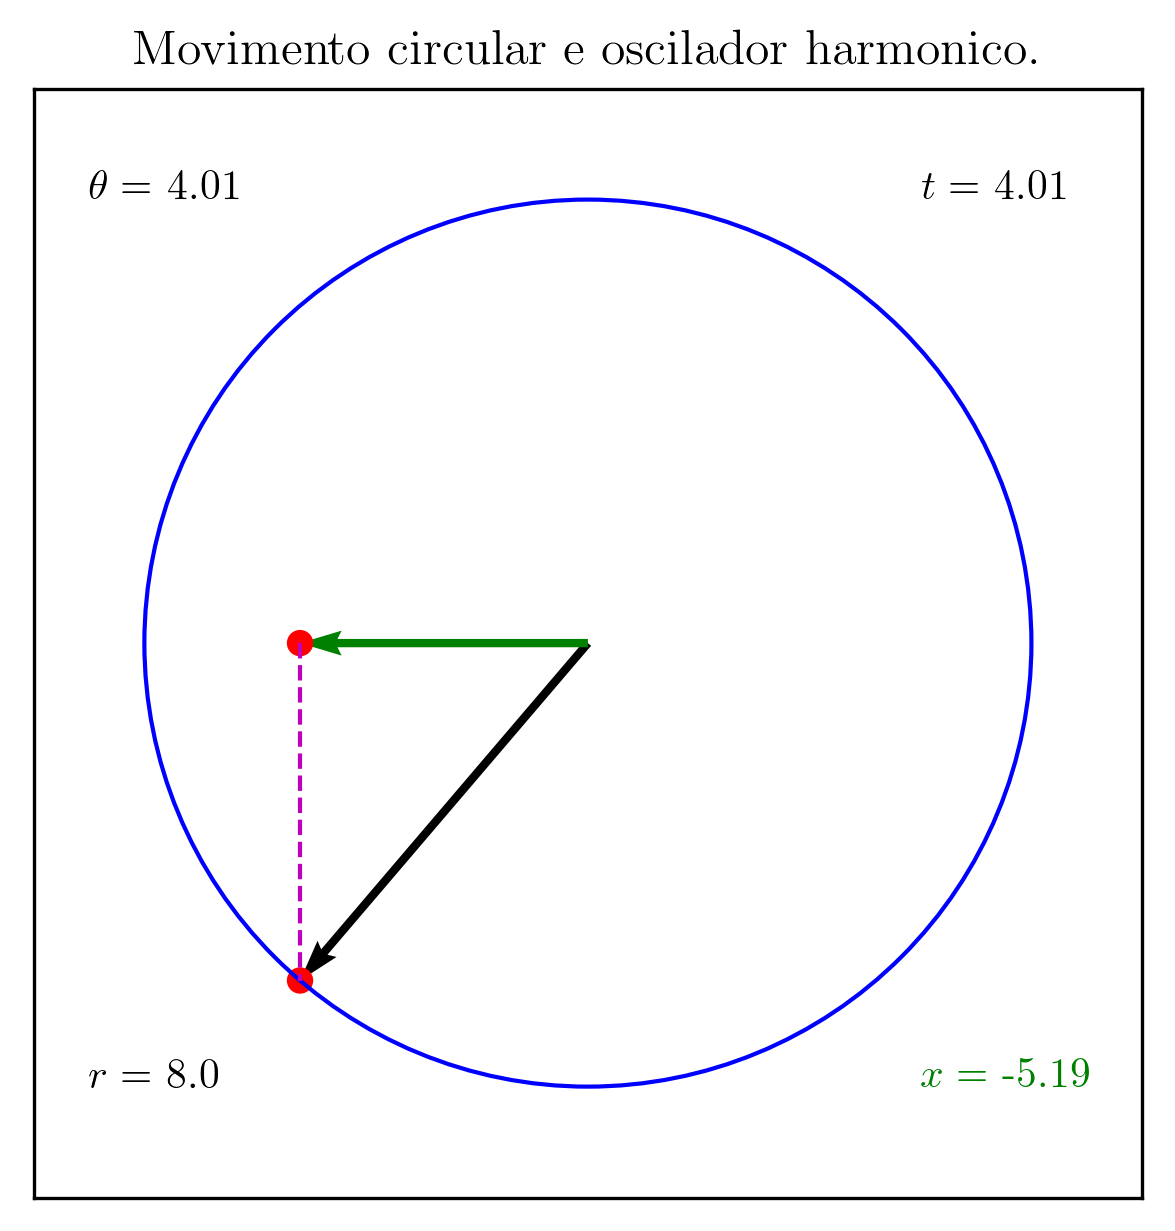 Movimento circular e oscilador harmonico.
θ = 4.01
t = 4.01
r = 8.0
x = -5.19